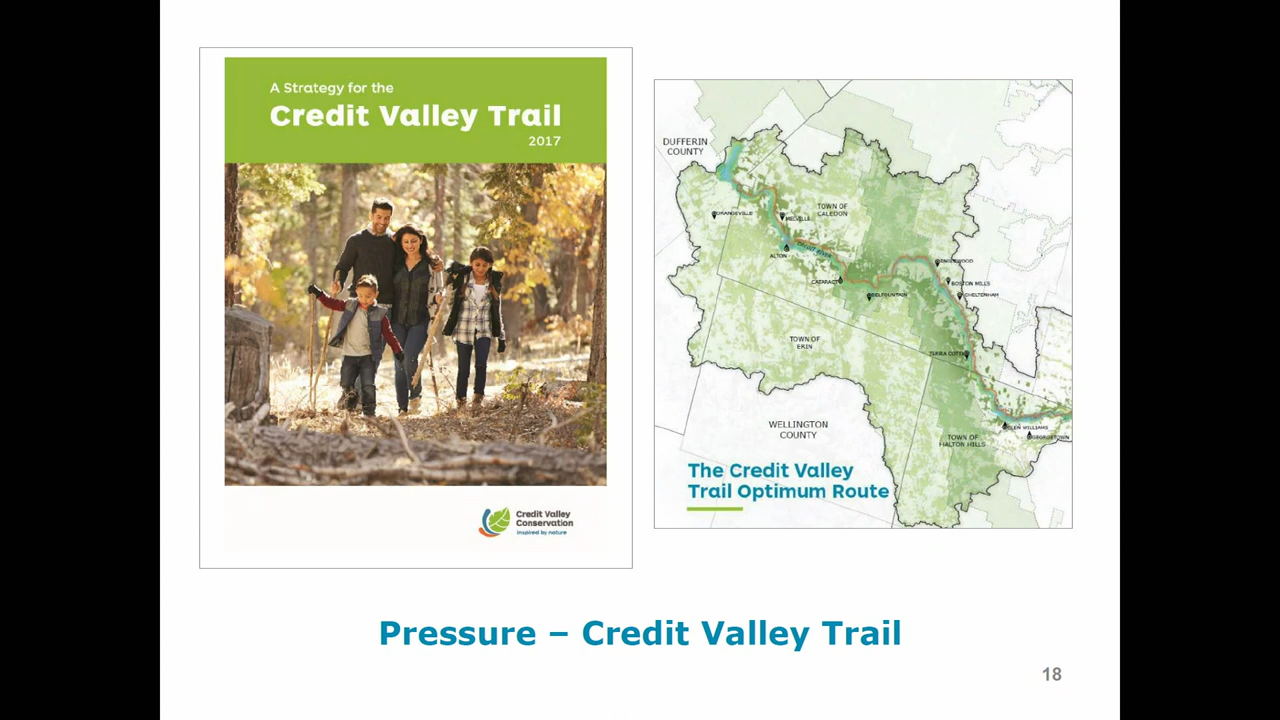 A Strategy for the
Credit Valley Trail
2017
Credit Valley
Conservation
inspired by nature
DUFFERIN
COUNTY
ORANGEVILLE
MELVILLE
TOWN OF
CALEDON
ALTON
CREDIT RIVER
CATARACT
BELFOUNTAIN
INGLEWOOD
BOSTON MILLS
CHELTENHAM
TOWN OF
ERIN
TERRA COTTA
WELLINGTON
COUNTY
GLEN WILLIAMS
GEORGETOWN
TOWN OF
HALTON HILLS
The Credit Valley
Trail Optimum Route
Pressure – Credit Valley Trail
18